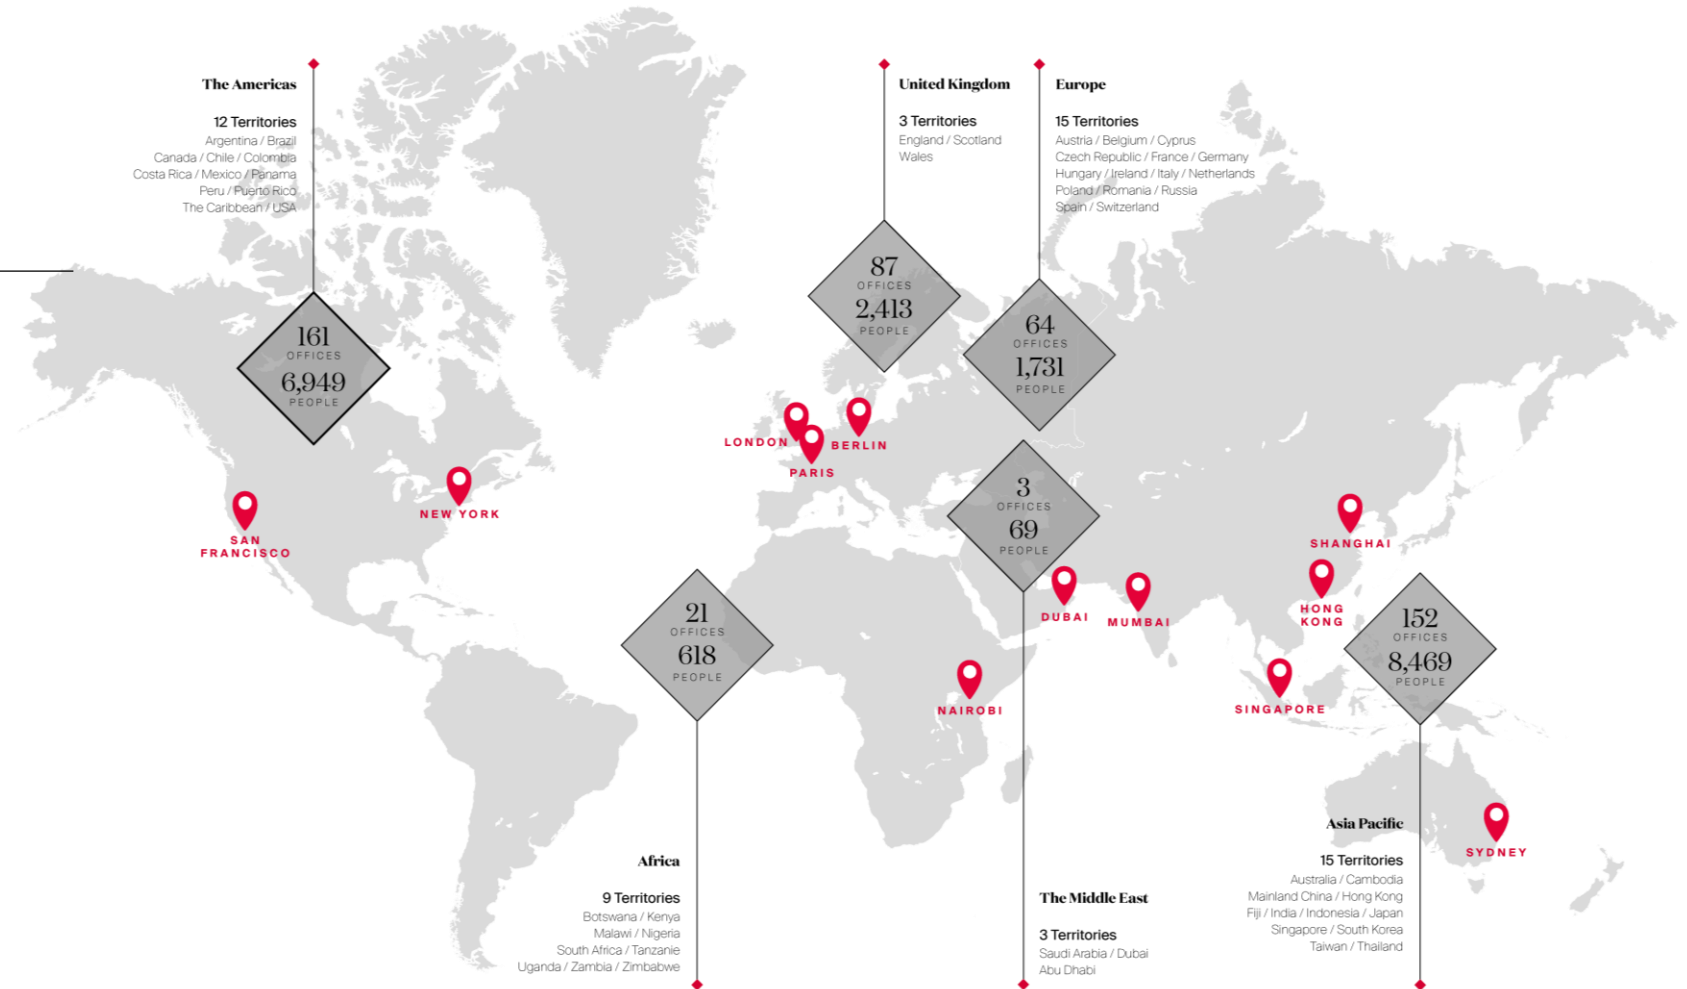 The Americas
12 Territories
Argentina / Brazil
Canada / Chile / Colombia
Costa Rica / Mexico / Panama
Peru / Puerto Rico
The Caribbean / USA
United Kingdom
3 Territories
England / Scotland
Wales
Europe
15 Territories
Austria / Belgium / Cyprus
Czech Republic / France / Germany
Hungary / Ireland / Italy / Netherlands
Poland / Romania / Russia
Spain / Switzerland
161
OFFICES
6,949
PEOPLE
87
OFFICES
2,413
PEOPLE
64
OFFICES
1,731
PEOPLE
LONDON
BERLIN
PARIS
NEW YORK
SAN
FRANCISCO
3
OFFICES
69
PEOPLE
SHANGHAI
HONG
KONG
DUBAI
MUMBAI
21
OFFICES
618
PEOPLE
152
OFFICES
8,469
PEOPLE
NAIROBI
SINGAPORE
SYDNEY
Africa
9 Territories
Botswana / Kenya
Malawi / Nigeria
South Africa / Tanzanie
Uganda / Zambia / Zimbabwe
The Middle East
3 Territories
Saudi Arabia / Dubai
Abu Dhabi
Asia Pacific
15 Territories
Australia / Cambodia
Mainland China / Hong Kong
Fiji / India / Indonesia / Japan
Singapore / South Korea
Taiwan / Thailand